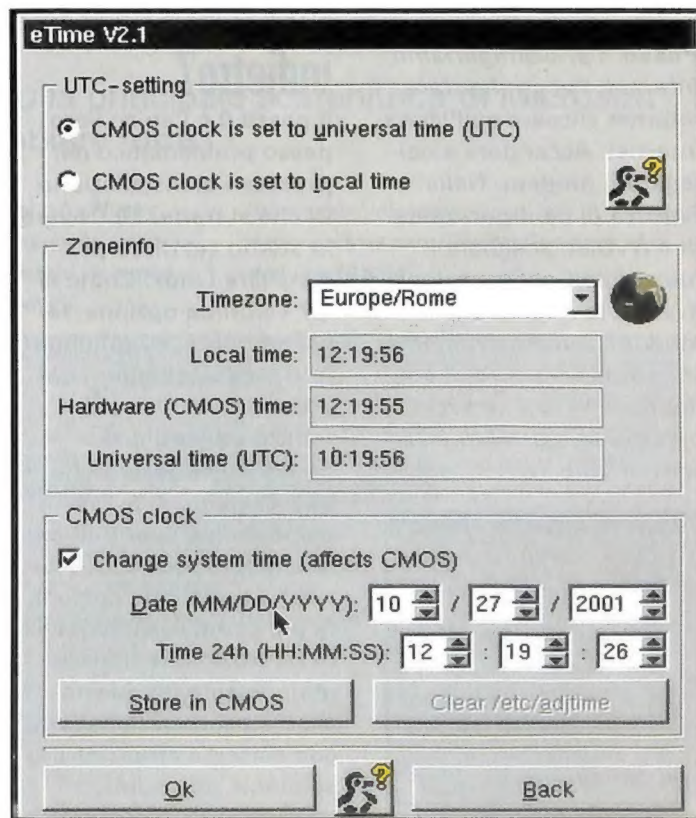 eTime V2.1
UTC-setting
CMOS clock is set to universal time (UTC)
CMOS clock is set to local time
Zoneinfo
Timezone: Europe/Rome
Local time: 12:19:56
Hardware (CMOS) time: 12:19:55
Universal time (UTC): 10:19:56
CMOS clock
change system time (affects CMOS)
Date (MM/DD/YYYY): 10 / 27 / 2001
Time 24h (HH:MM:SS): 12 : 19 : 26
Store in CMOS Clear /etc/adjtime
Ok Back